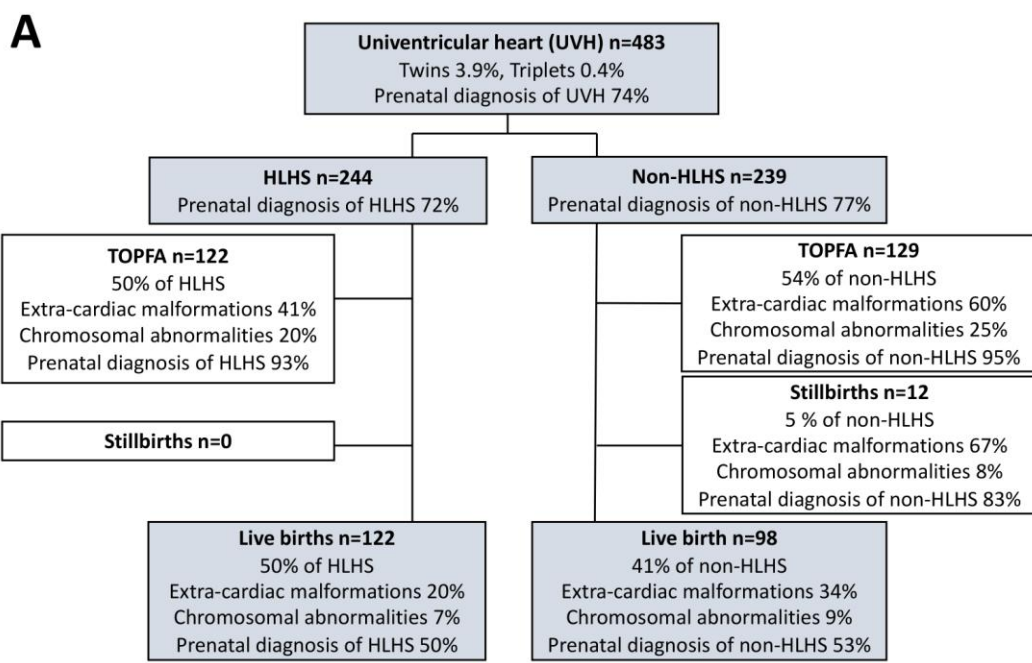 A
Univentricular heart (UVH) n=483
Twins 3.9%, Triplets 0.4%
Prenatal diagnosis of UVH 74%
HLHS n=244
Prenatal diagnosis of HLHS 72%
Non-HLHS n=239
Prenatal diagnosis of non-HLHS 77%
TOPFA n=122
50% of HLHS
Extra-cardiac malformations 41%
Chromosomal abnormalities 20%
Prenatal diagnosis of HLHS 93%
TOPFA n=129
54% of non-HLHS
Extra-cardiac malformations 60%
Chromosomal abnormalities 25%
Prenatal diagnosis of non-HLHS 95%
Stillbirths n=0
Stillbirths n=12
5 % of non-HLHS
Extra-cardiac malformations 67%
Chromosomal abnormalities 8%
Prenatal diagnosis of non-HLHS 83%
Live births n=122
50% of HLHS
Extra-cardiac malformations 20%
Chromosomal abnormalities 7%
Prenatal diagnosis of HLHS 50%
Live birth n=98
41% of non-HLHS
Extra-cardiac malformations 34%
Chromosomal abnormalities 9%
Prenatal diagnosis of non-HLHS 53%